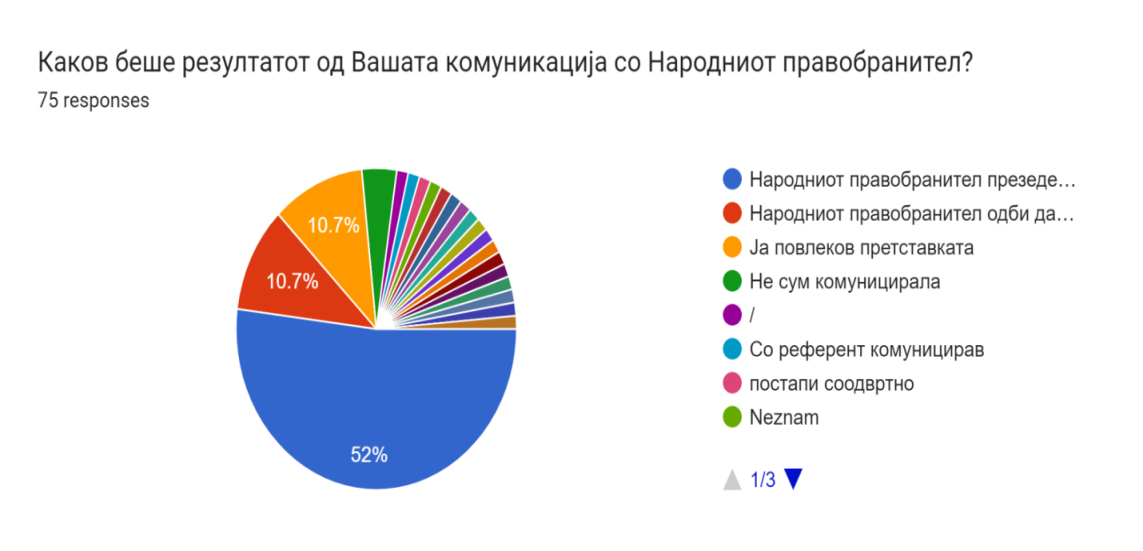 Каков беше резултатот од Вашата комуникација со Народниот правобранител?
75 responses
10.7%
10.7%
52%
Народниот правобранител презеде…
Народниот правобранител одби да…
Ја повлеков претставката
Не сум комуницирала
/
Со референт комуницирав
постапи соодвртно
Neznam
1/3